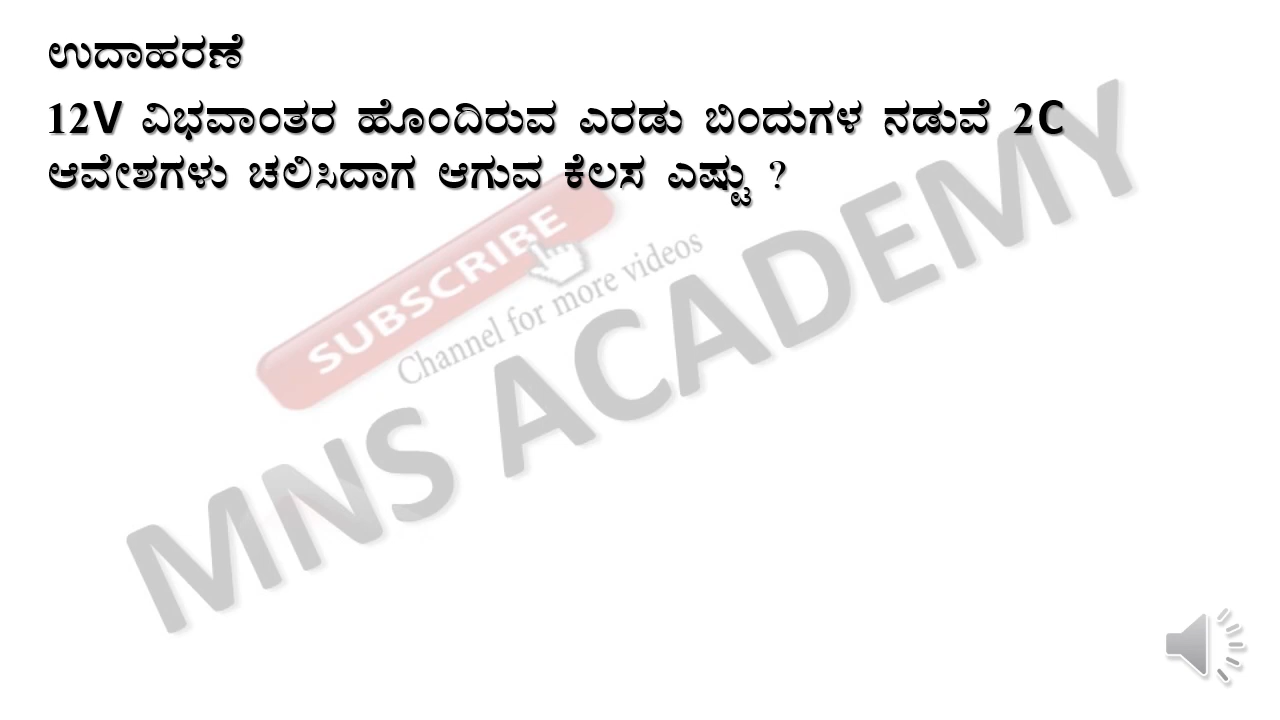 ಉದಾಹರಣೆ
12V ವಿಭವಾಂತರ ಹೊಂದಿರುವ ಎರಡು ಬಿಂದುಗಳ ನಡುವೆ 2C
ಆವೇಶಗಳು ಚಲಿಸಿದಾಗ ಆಗುವ ಕೆಲಸ ಎಷ್ಟು ?
SUBSCRIBE
Channel for more videos
MNS ACADEMY